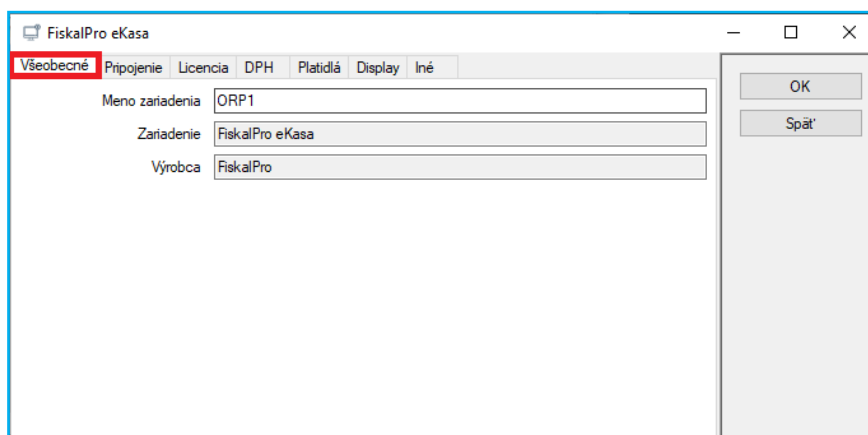 FiskalPro eKasa
Všeobecné Pripojenie Licencia DPH Platidlá Display Iné
OK
Späť
Meno zariadenia ORP1
Zariadenie FiskalPro eKasa
Výrobca FiskalPro